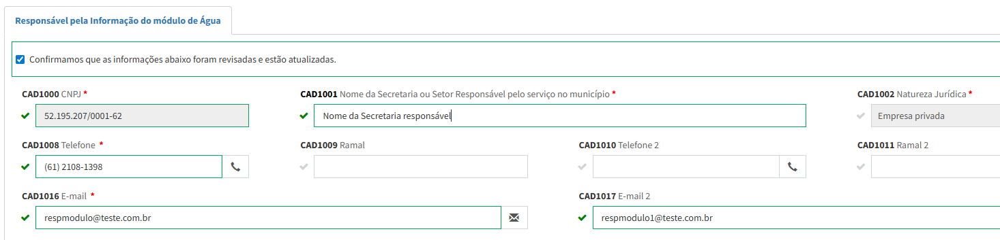 Responsável pela Informação do módulo de Água
Confirmamos que as informações abaixo foram revisadas e estão atualizadas.
CAD1000 CNPJ * CAD1001 Nome da Secretaria ou Setor Responsável pelo serviço no município * CAD1002 Natureza Jurídica *
52.195.207/0001-62 Nome da Secretaria responsável Empresa privada
CAD1008 Telefone * CAD1009 Ramal CAD1010 Telefone 2 CAD1011 Ramal 2
(61) 2108-1398
CAD1016 E-mail * CAD1017 E-mail 2
respmodulo@teste.com.br respmodulo1@teste.com.br